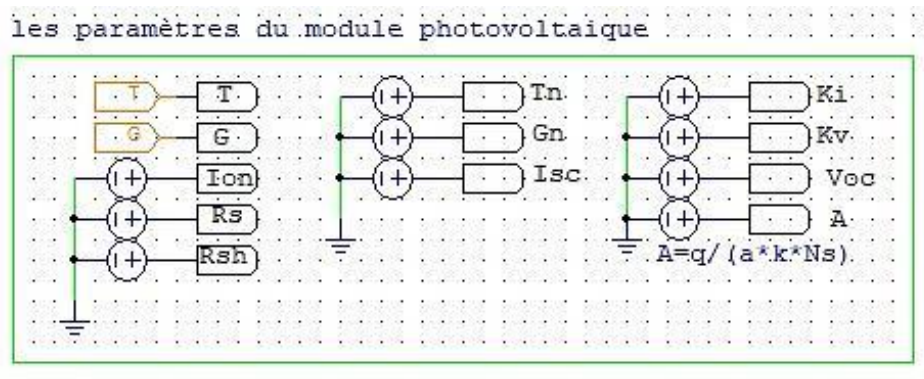 les paramètres du module photovoltaique
T T Tn Ki
G G Gn Kv
Ion Isc Voc
Rs A
Rsh A=q/(a*k*Ns)